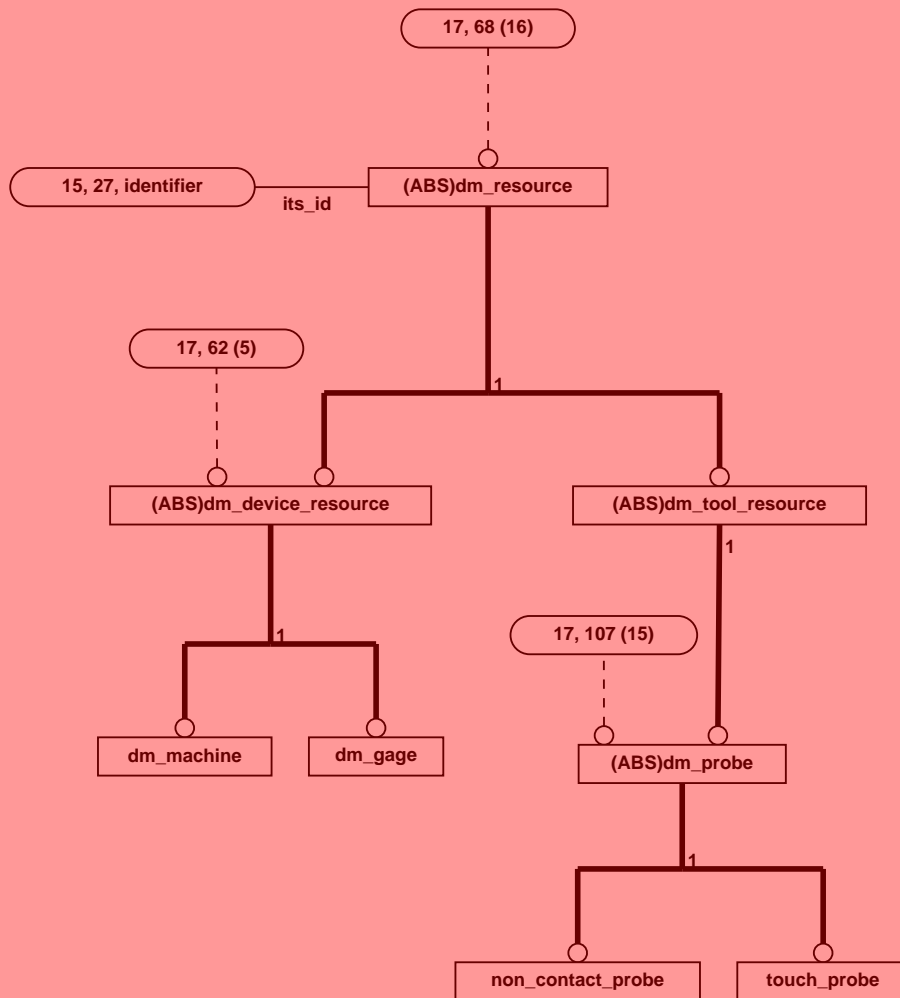 17, 68 (16)
15, 27, identifier
its_id
(ABS)dm_resource
17, 62 (5)
1
(ABS)dm_device_resource
(ABS)dm_tool_resource
1
1
17, 107 (15)
dm_machine
dm_gage
(ABS)dm_probe
1
non_contact_probe
touch_probe